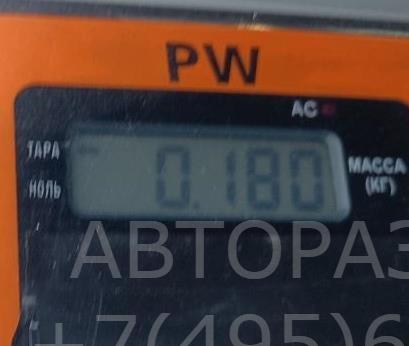 PW
AC
ТАРА
0.180
МАССА
(КГ)
НОЛЬ
АВТОРАЗ
+7(495)6